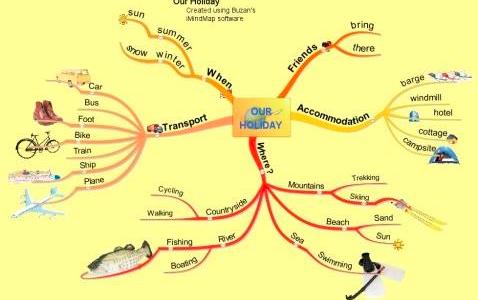 Our Holiday
Created using Buzan's
iMindMap software
sun
summer
snow
winter
When
Friends
bring
there
OUR
HOLIDAY
Accommodation
barge
windmill
hotel
cottage
campsite
Transport
Car
Bus
Foot
Bike
Train
Ship
Plane
Where?
Mountains
Trekking
Skiing
Beach
Sand
Sun
Sea
Swimming
Countryside
Cycling
Walking
River
Fishing
Boating